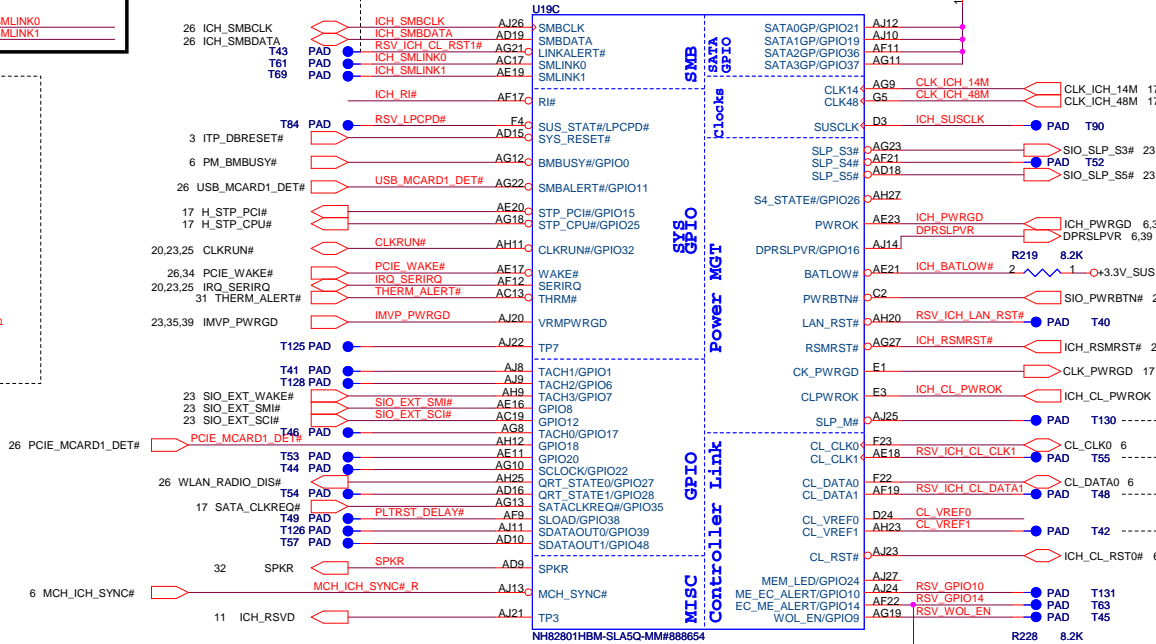 MLINK0
MLINK1
U19C
26 ICH_SMBCLK ICH_SMBCLK AJ26 SMBCLK SATA0GP/GPIO21 AJ12
26 ICH_SMBDATA ICH_SMBDATA AD19 SMBDATA SATA1GP/GPIO19 AJ10
T43 PAD RSV_ICH_CL_RST1# AG21 LINKALERT# SATA2GP/GPIO36 AF11
T61 PAD ICH_SMLINK0 AC17 SMLINK0 SATA3GP/GPIO37 AG11
T69 PAD ICH_SMLINK1 AE19 SMLINK1
SMB
SATA
GPIO
CLK14 AG9 CLK_ICH_14M CLK_ICH_14M 17
ICH_RI# AF17 RI# CLK48 G5 CLK_ICH_48M CLK_ICH_48M 17
Clocks
T84 PAD RSV_LPCPD# F4 SUS_STAT#/LPCPD# SUSCLK D3 ICH_SUSCLK PAD T90
3 ITP_DBRESET# AD15 SYS_RESET#
SLP_S3# AG23 SIO_SLP_S3# 23
6 PM_BMBUSY# AG12 BMBUSY#/GPIO0 SLP_S4# AF21 PAD T52
SLP_S5# AD18 SIO_SLP_S5# 23
26 USB_MCARD1_DET# USB_MCARD1_DET# AG22 SMBALERT#/GPIO11
S4_STATE#/GPIO26 AH27
17 H_STP_PCI# AE20 STP_PCI#/GPIO15
17 H_STP_CPU# AG18 STP_CPU#/GPIO25 PWROK AE23 ICH_PWRGD ICH_PWRGD 6,3
SYS
GPIO
DPRSLPVR DPRSLPVR 6,39
20,23,25 CLKRUN# CLKRUN# AH11 CLKRUN#/GPIO32 DPRSLPVR/GPIO16 AJ14
R219 8.2K
26,34 PCIE_WAKE# PCIE_WAKE# AE17 WAKE# BATLOW# AE21 ICH_BATLOW# 2 1 +3.3V_SUS
20,23,25 IRQ_SERIRQ IRQ_SERIRQ AF12 SERIRQ
31 THERM_ALERT# THERM_ALERT# AC13 THRM# PWRBTN# C2 SIO_PWRBTN# 2
Power MGT
23,35,39 IMVP_PWRGD IMVP_PWRGD AJ20 VRMPWRGD LAN_RST# AH20 RSV_ICH_LAN_RST# PAD T40
T125 PAD AJ22 TP7 RSMRST# AG27 ICH_RSMRST# ICH_RSMRST# 2
T41 PAD AJ8 TACH1/GPIO1 CK_PWRGD E1 CLK_PWRGD 17
T128 PAD AJ9 TACH2/GPIO6
23 SIO_EXT_WAKE# AH9 TACH3/GPIO7 CLPWROK E3 ICH_CL_PWROK ICH_CL_PWROK
23 SIO_EXT_SMI# SIO_EXT_SMI# AE16 GPIO8
23 SIO_EXT_SCI# SIO_EXT_SCI# AC19 GPIO12 SLP_M# AJ25 PAD T130
T46 PAD AG8 TACH0/GPIO17
26 PCIE_MCARD1_DET# PCIE_MCARD1_DET# AH12 GPIO18 CL_CLK0 F23 CL_CLK0 6
T53 PAD AE11 GPIO20 CL_CLK1 AE18 RSV_ICH_CL_CLK1 PAD T55
T44 PAD AG10 SCLOCK/GPIO22
26 WLAN_RADIO_DIS# AH25 QRT_STATE0/GPIO27 CL_DATA0 F22 CL_DATA0 6
T54 PAD AD16 QRT_STATE1/GPIO28 CL_DATA1 AF19 RSV_ICH_CL_DATA1 PAD T48
17 SATA_CLKREQ# AG13 SATACLKREQ#/GPIO35
T49 PAD PLTRST_DELAY# AF9 SLOAD/GPIO38 CL_VREF0 D24 CL_VREF0
T126 PAD AJ11 SDATAOUT0/GPIO39 CL_VREF1 AH23 CL_VREF1 PAD T42
T57 PAD AD10 SDATAOUT1/GPIO48
GPIO
Controller Link
CL_RST# AJ23 ICH_CL_RST0# 6
32 SPKR SPKR AD9 SPKR
MEM_LED/GPIO24 AJ27
6 MCH_ICH_SYNC# MCH_ICH_SYNC#_R AJ13 MCH_SYNC# ME_EC_ALERT/GPIO10 AJ24 RSV_GPIO10 PAD T131
EC_ME_ALERT/GPIO14 AF22 RSV_GPIO14 PAD T63
11 ICH_RSVD AJ21 TP3 WOL_EN/GPIO9 AG19 RSV_WOL_EN PAD T45
MISC
NH82801HBM-SLA5Q-MM#888654
R228 8.2K